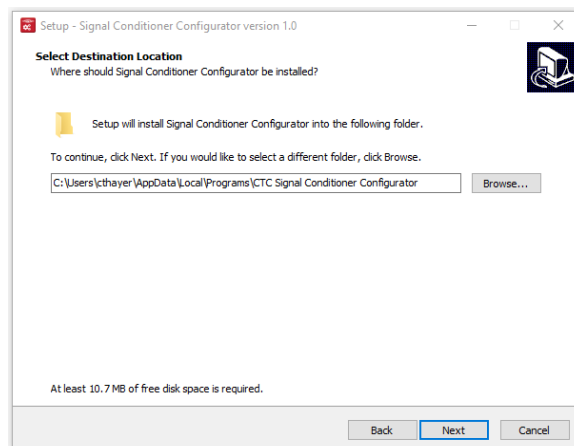 Setup - Signal Conditioner Configurator version 1.0
Select Destination Location
Where should Signal Conditioner Configurator be installed?
Setup will install Signal Conditioner Configurator into the following folder.
To continue, click Next. If you would like to select a different folder, click Browse.
C:\Users\cthayer\AppData\Local\Programs\CTC Signal Conditioner Configurator
Browse...
At least 10.7 MB of free disk space is required.
Back
Next
Cancel